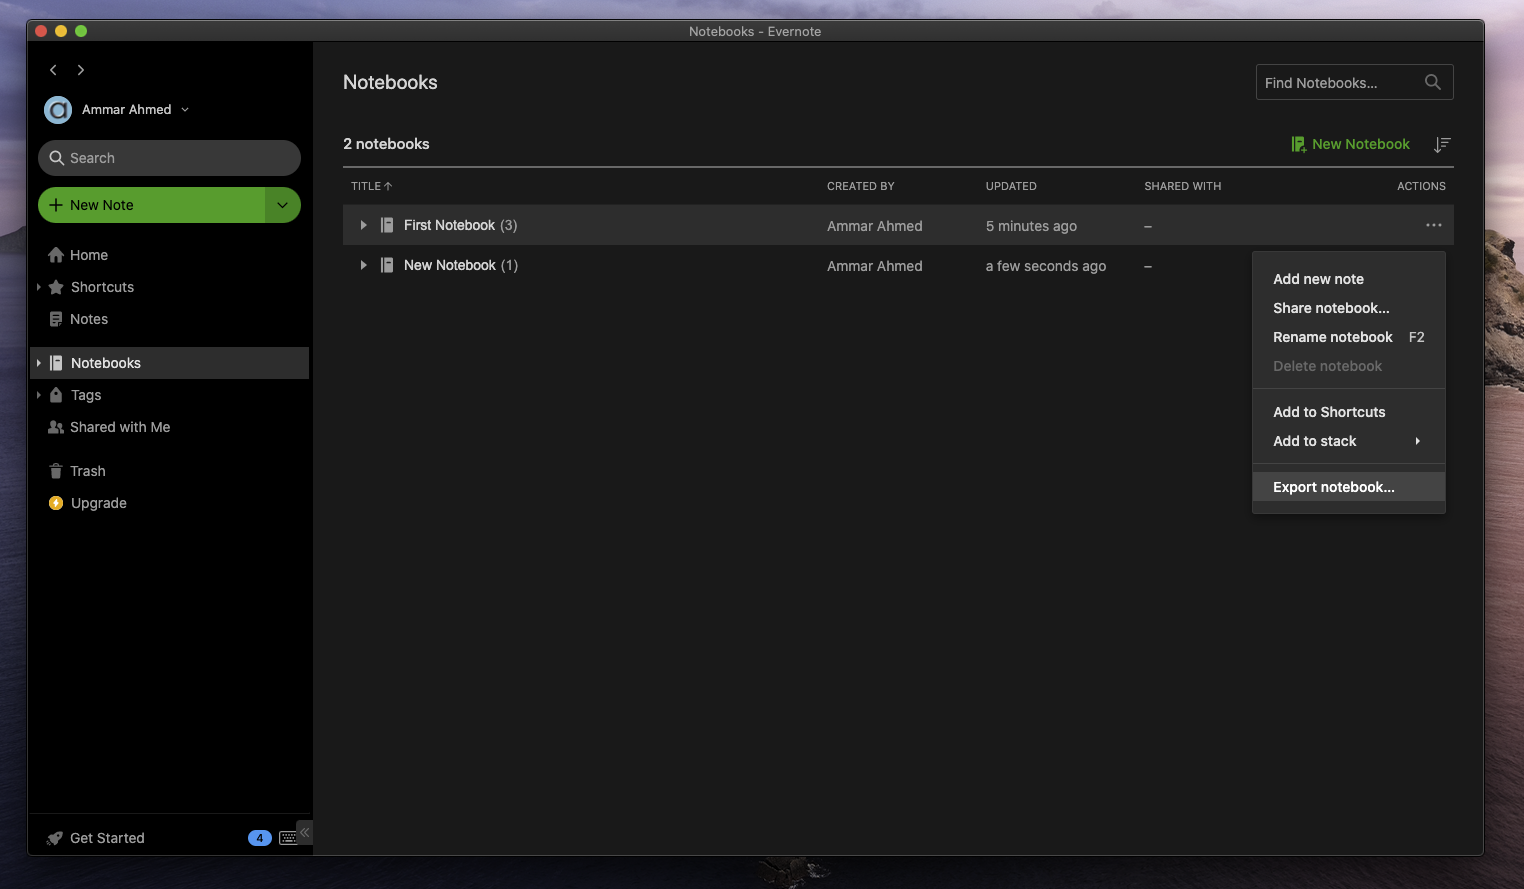 Notebooks - Evernote
Ammar Ahmed
Search
New Note
Home
Shortcuts
Notes
Notebooks
Tags
Shared with Me
Trash
Upgrade
Get Started 4
Notebooks
Find Notebooks...
2 notebooks
New Notebook
TITLE CREATED BY UPDATED SHARED WITH ACTIONS
First Notebook (3) Ammar Ahmed 5 minutes ago –
New Notebook (1) Ammar Ahmed a few seconds ago –
Add new note
Share notebook...
Rename notebook F2
Delete notebook
Add to Shortcuts
Add to stack
Export notebook...